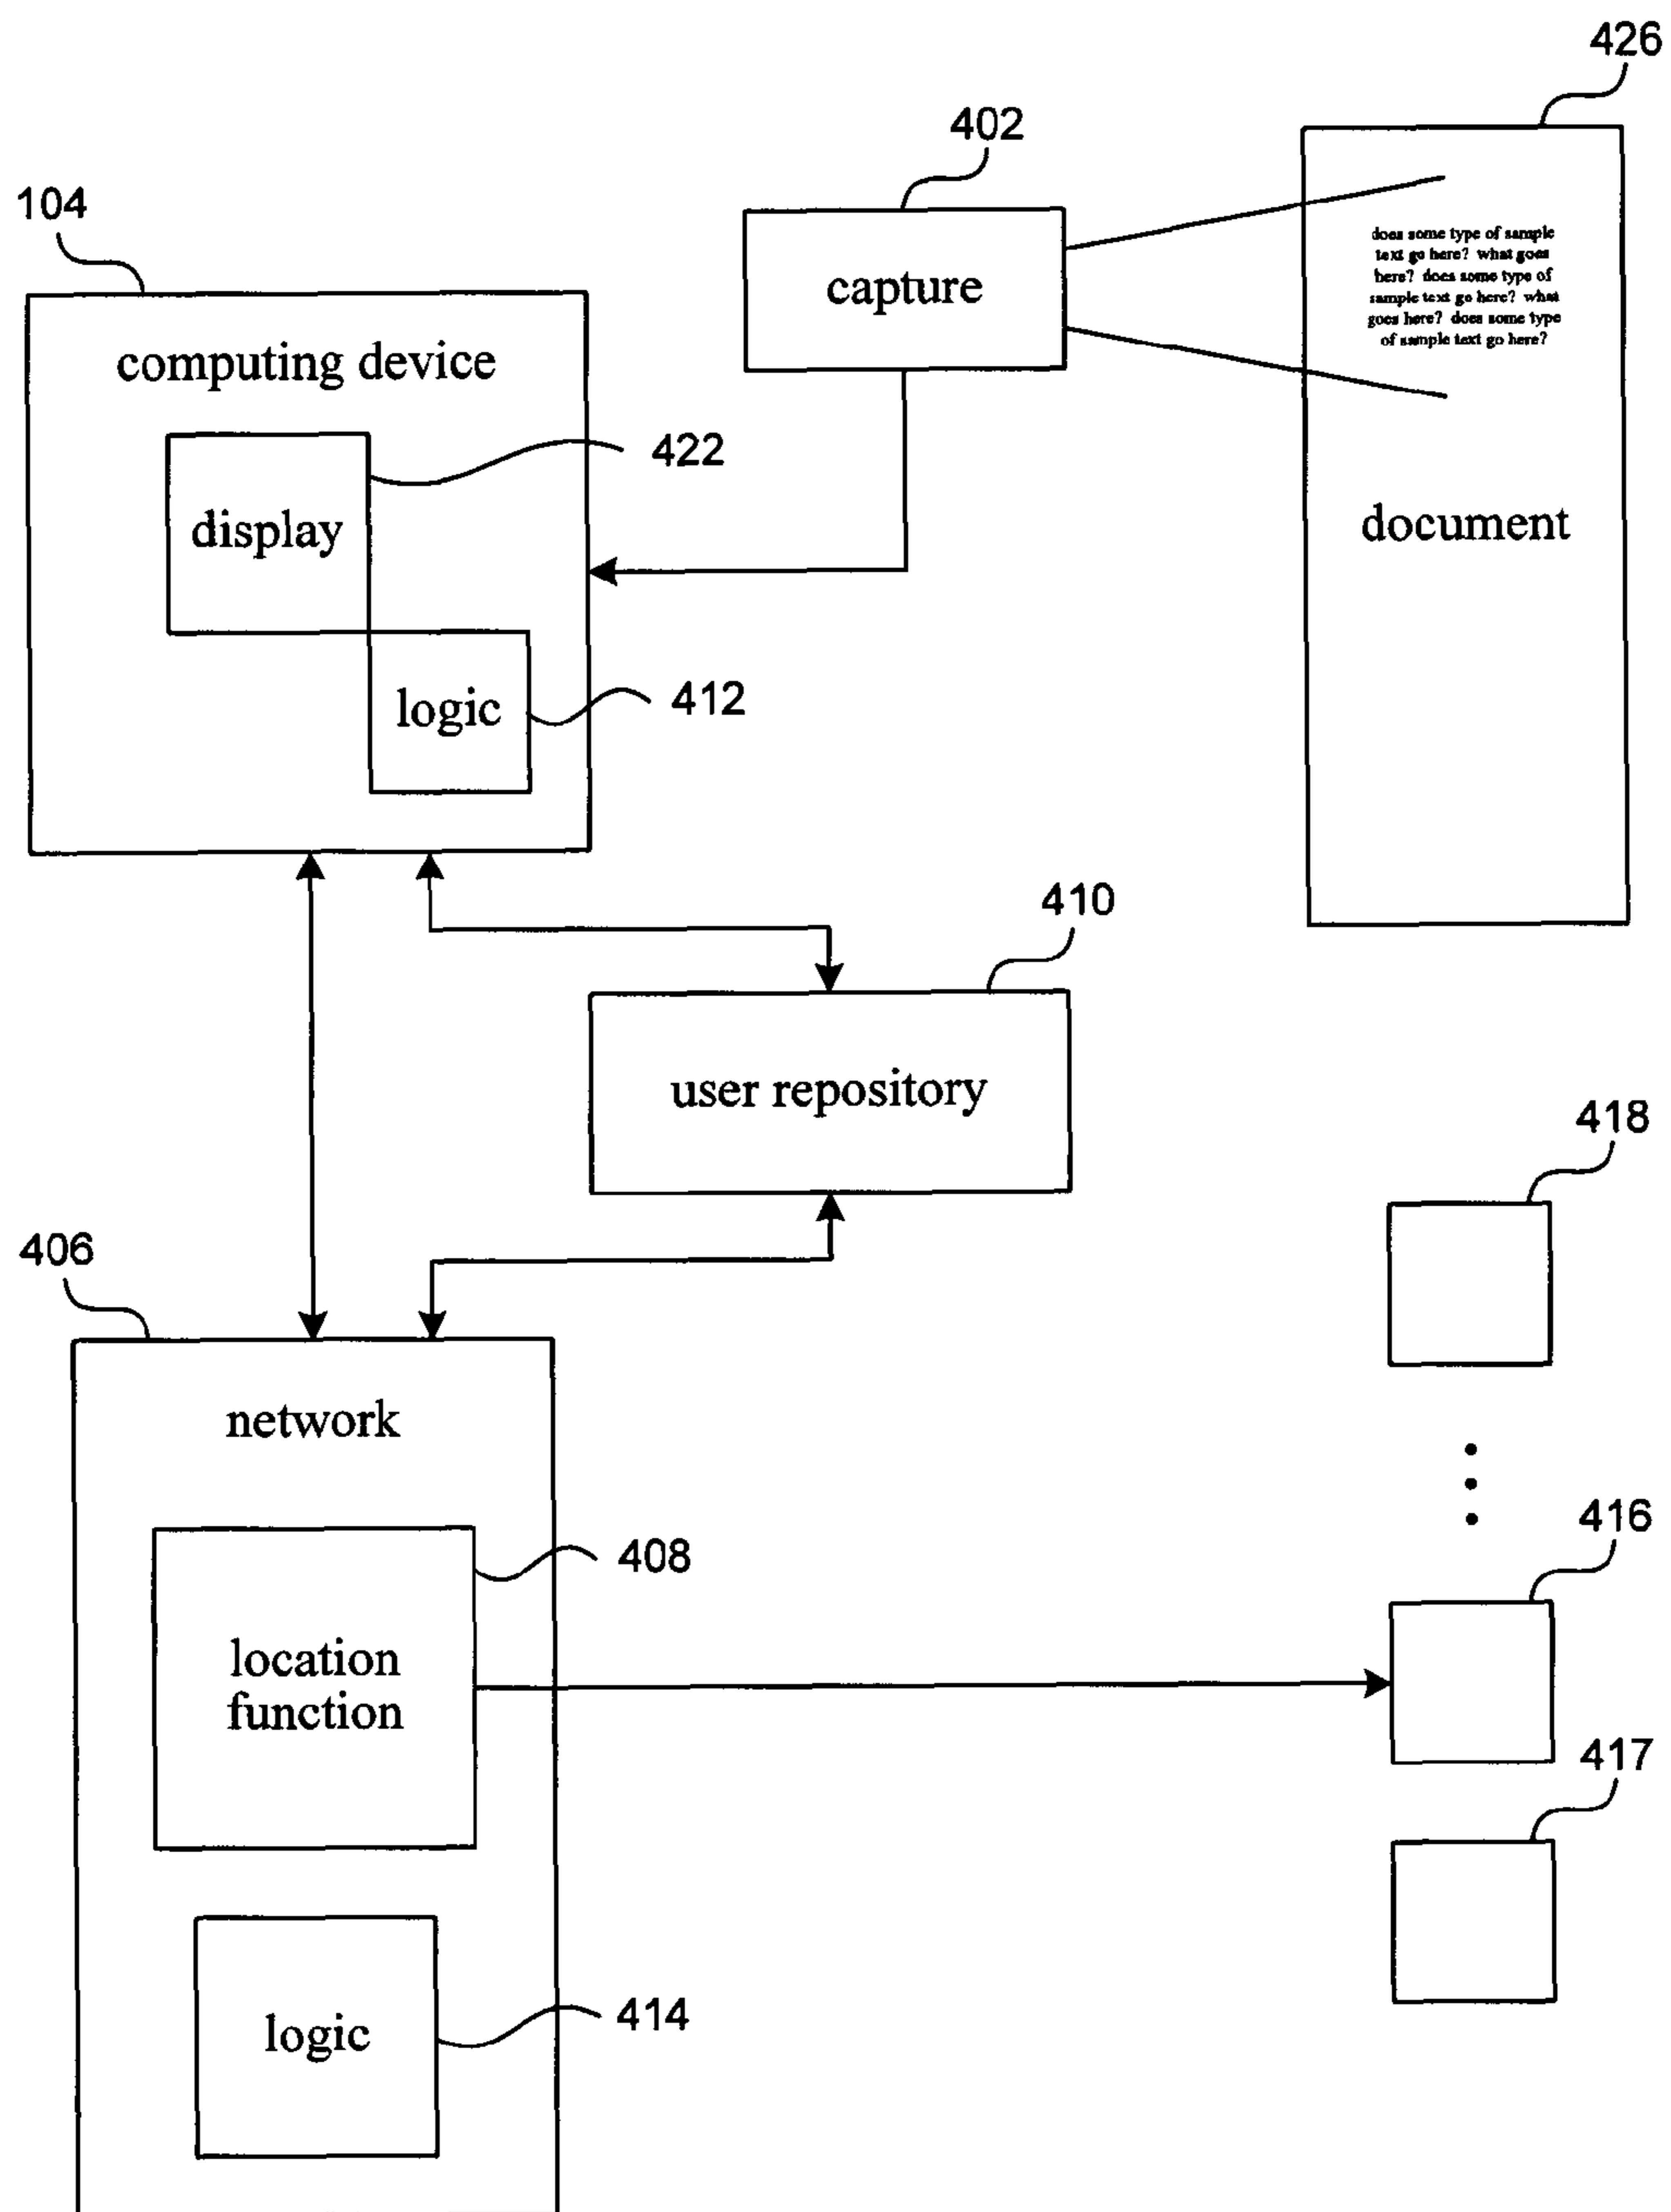 426
402
104
does some type of sample
text go here? what goes
here? does some type of
sample text go here? what
goes here? does some type
of sample text go here?
capture
computing device
422
display
document
412
logic
410
user repository
418
406
network
416
408
location
function
417
414
logic